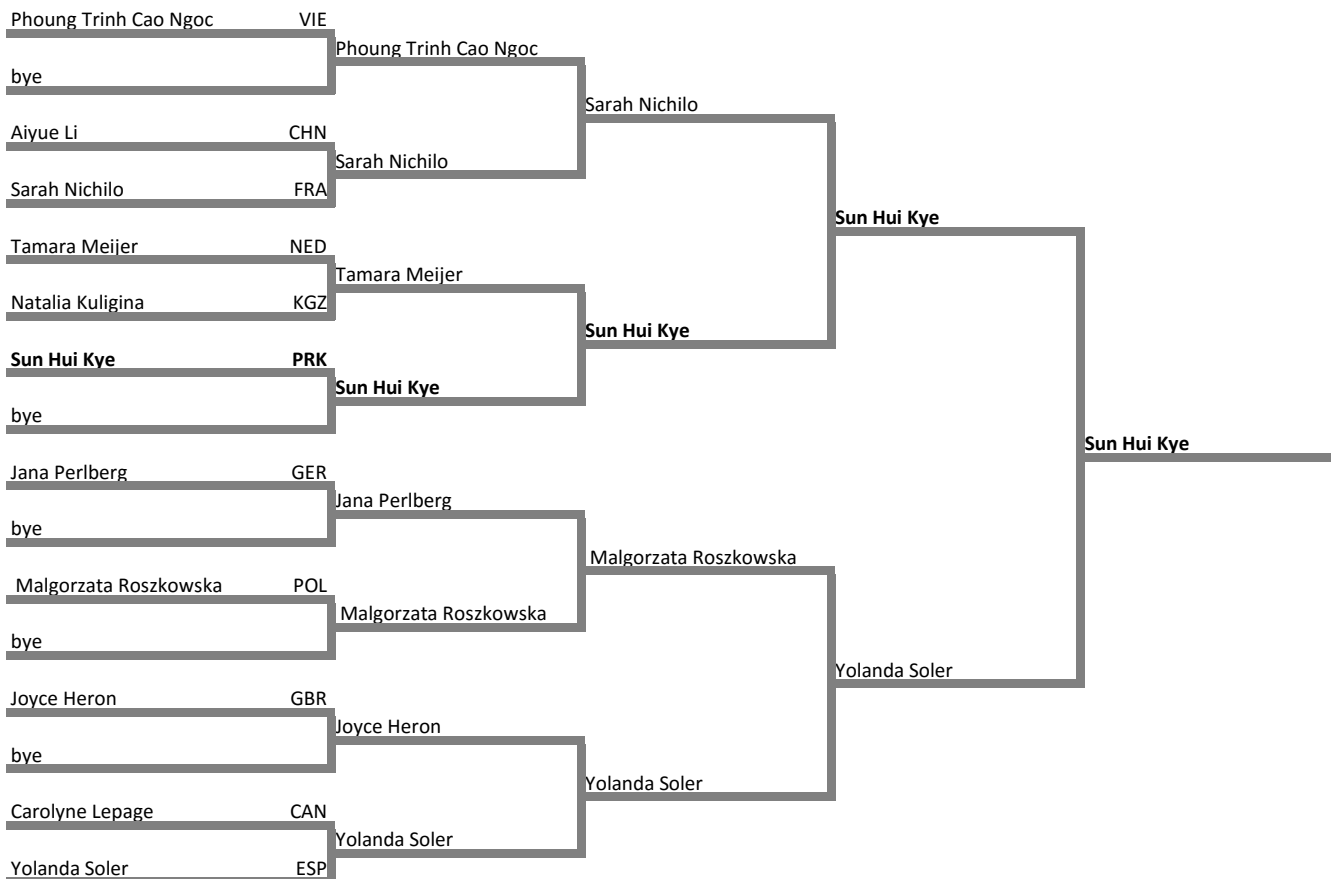 Phoung Trinh Cao Ngoc VIE
Phoung Trinh Cao Ngoc
bye
Sarah Nichilo
Aiyue Li CHN
Sarah Nichilo
Sarah Nichilo FRA
Sun Hui Kye
Tamara Meijer NED
Tamara Meijer
Natalia Kuligina KGZ
Sun Hui Kye
Sun Hui Kye PRK
Sun Hui Kye
bye
Sun Hui Kye
Jana Perlberg GER
Jana Perlberg
bye
Malgorzata Roszkowska
Malgorzata Roszkowska POL
Malgorzata Roszkowska
bye
Yolanda Soler
Joyce Heron GBR
Joyce Heron
bye
Yolanda Soler
Carolyne Lepage CAN
Yolanda Soler
Yolanda Soler ESP